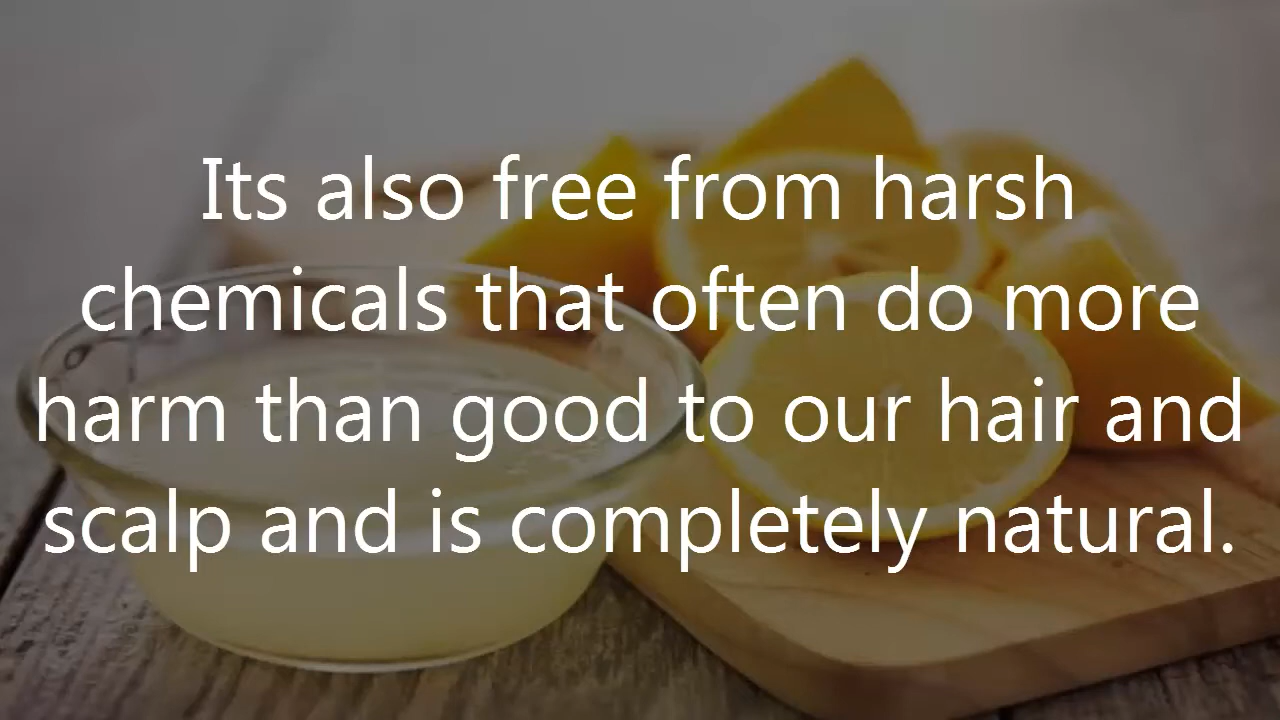 Its also free from harsh
chemicals that often do more
harm than good to our hair and
scalp and is completely natural.